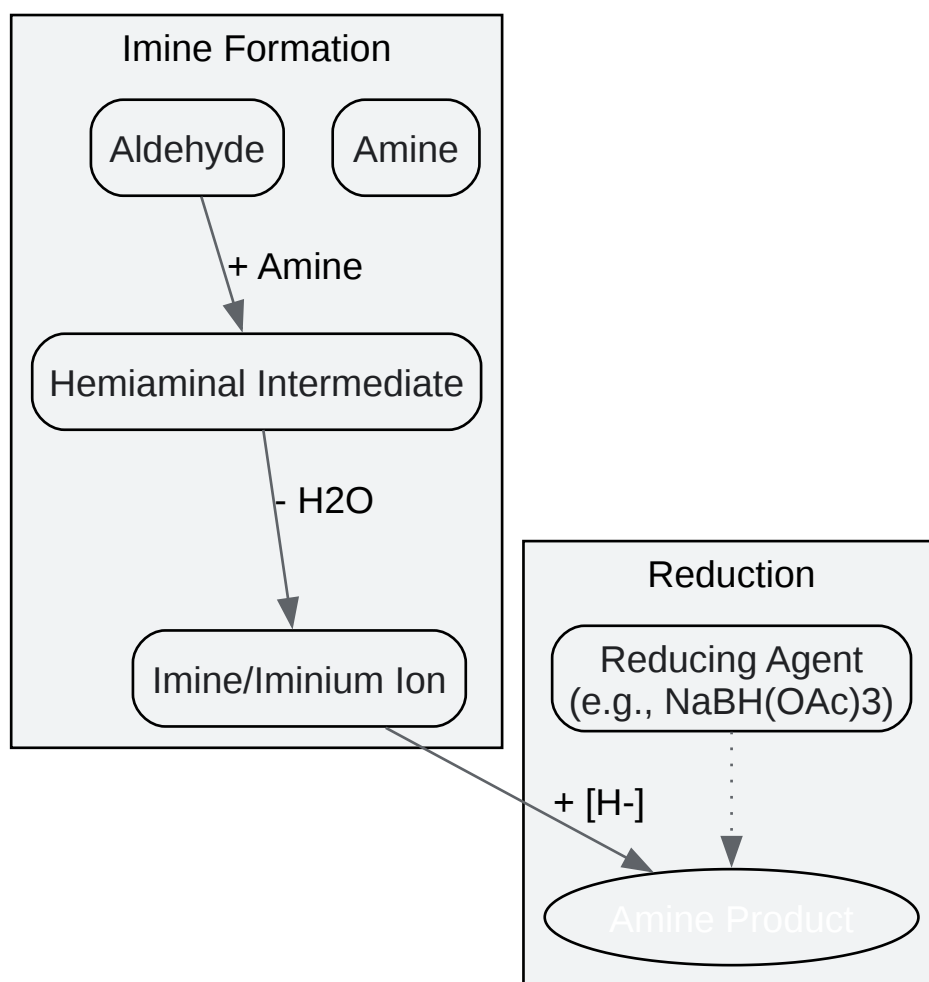 Imine Formation
Aldehyde
Amine
+ Amine
Hemiaminal Intermediate
- H2O
Imine/Iminium Ion
Reduction
Reducing Agent
(e.g., NaBH(OAc)3)
+ [H-]
Amine Product